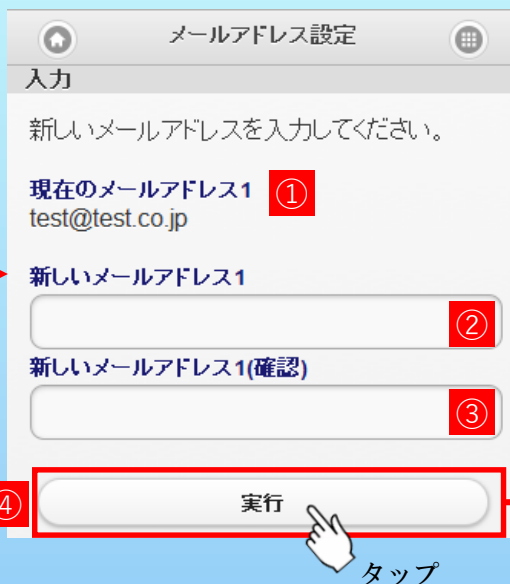 メールアドレス設定
入力
新しいメールアドレスを入力してください。
現在のメールアドレス1 ①
test@test.co.jp
新しいメールアドレス1
②
新しいメールアドレス1(確認)
③
④ 実行
タップ